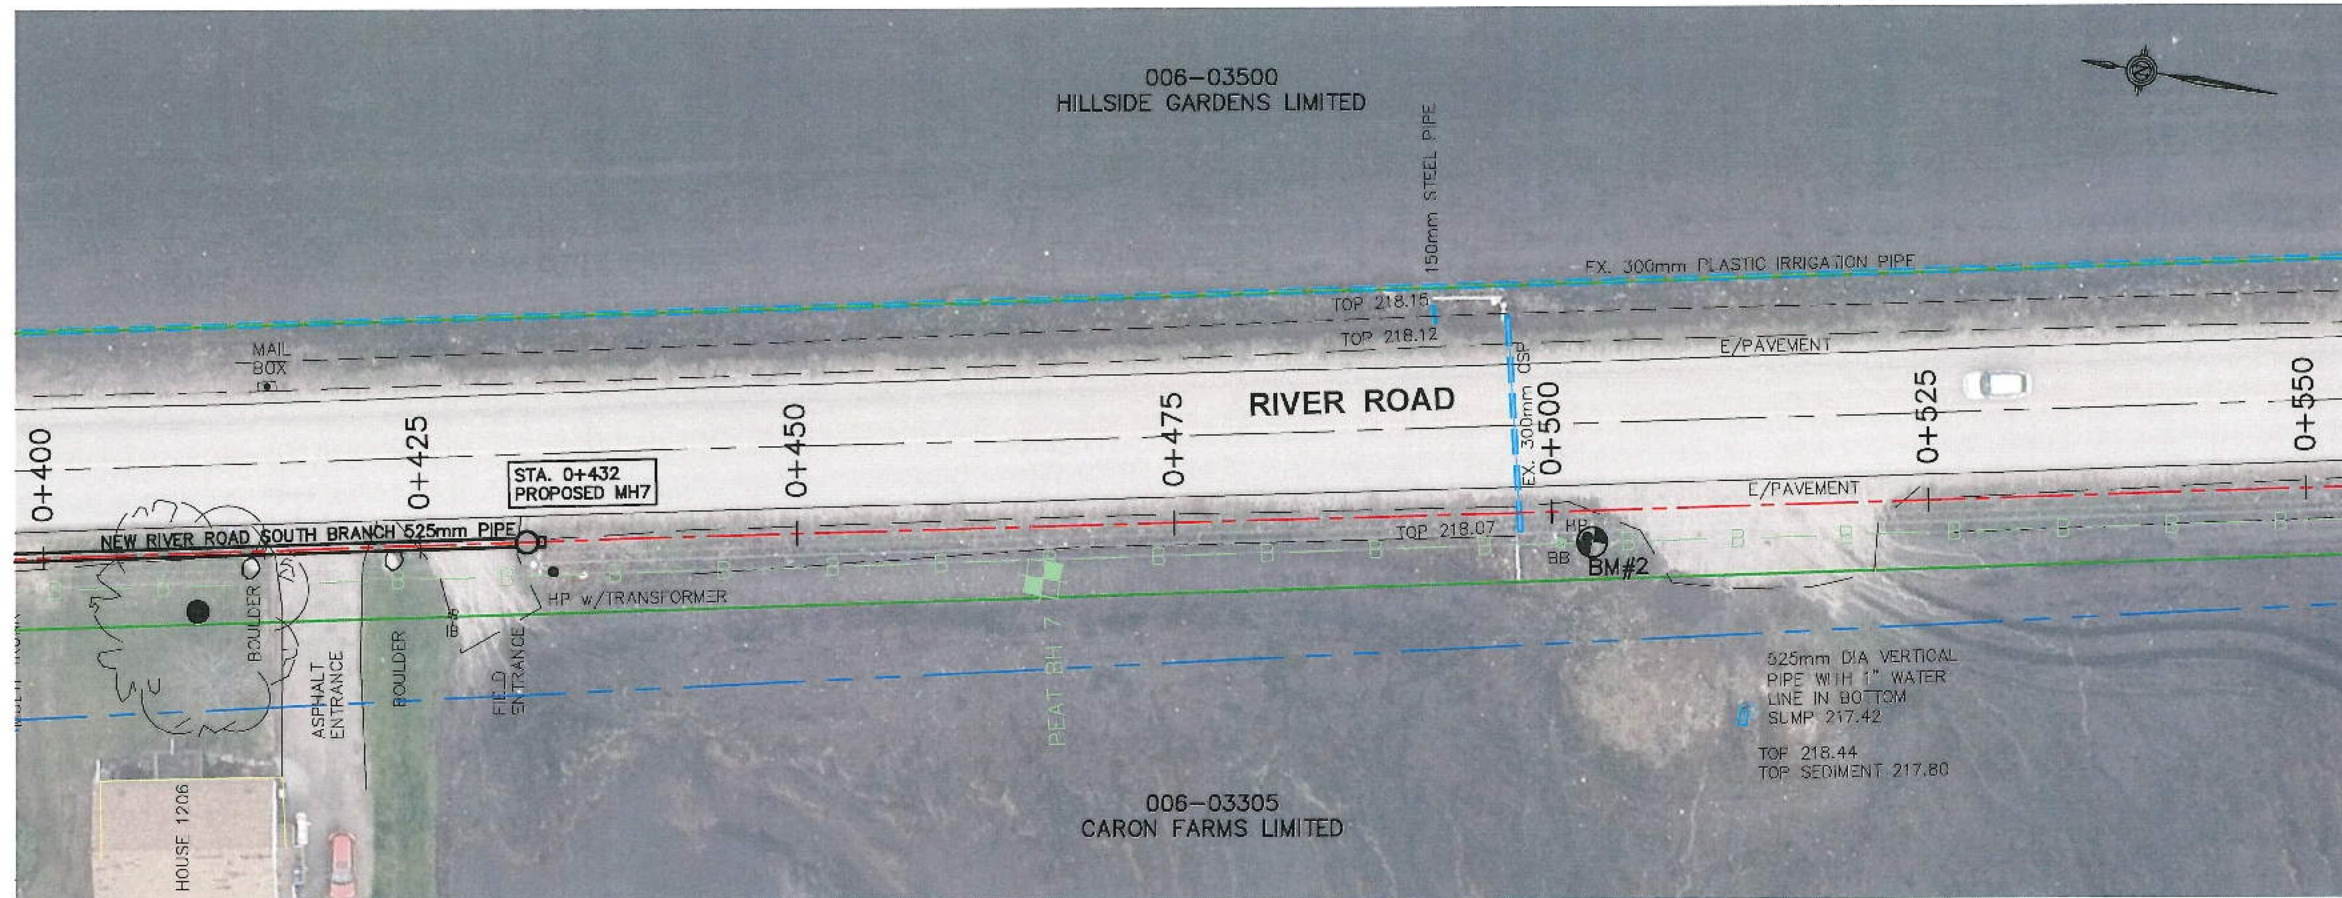 006-03500
HILLSIDE GARDENS LIMITED
N
150mm STEEL PIPE
EX. 300mm PLASTIC IRRIGATION PIPE
TOP 218.15
TOP 218.12
MAIL
BOX
E/PAVEMENT
RIVER ROAD
EX. 300mm CSP
0+400
0+425
0+450
0+475
0+500
0+525
0+550
STA. 0+432
PROPOSED MH7
E/PAVEMENT
NEW RIVER ROAD SOUTH BRANCH 525mm PIPE
TOP 218.07
HP
BB
BM#2
B B B B B B B B B B B B B B B B B B B B B
HP w/TRANSFORMER
IB
BOULDER
ASPHALT
ENTRANCE
BOULDER
FIELD
ENTRANCE
PEAT BH 7
525mm DIA VERTICAL
PIPE WITH 1" WATER
LINE IN BOTTOM
SUMP 217.42
TOP 218.44
TOP SEDIMENT 217.80
HOUSE 1206
006-03305
CARON FARMS LIMITED